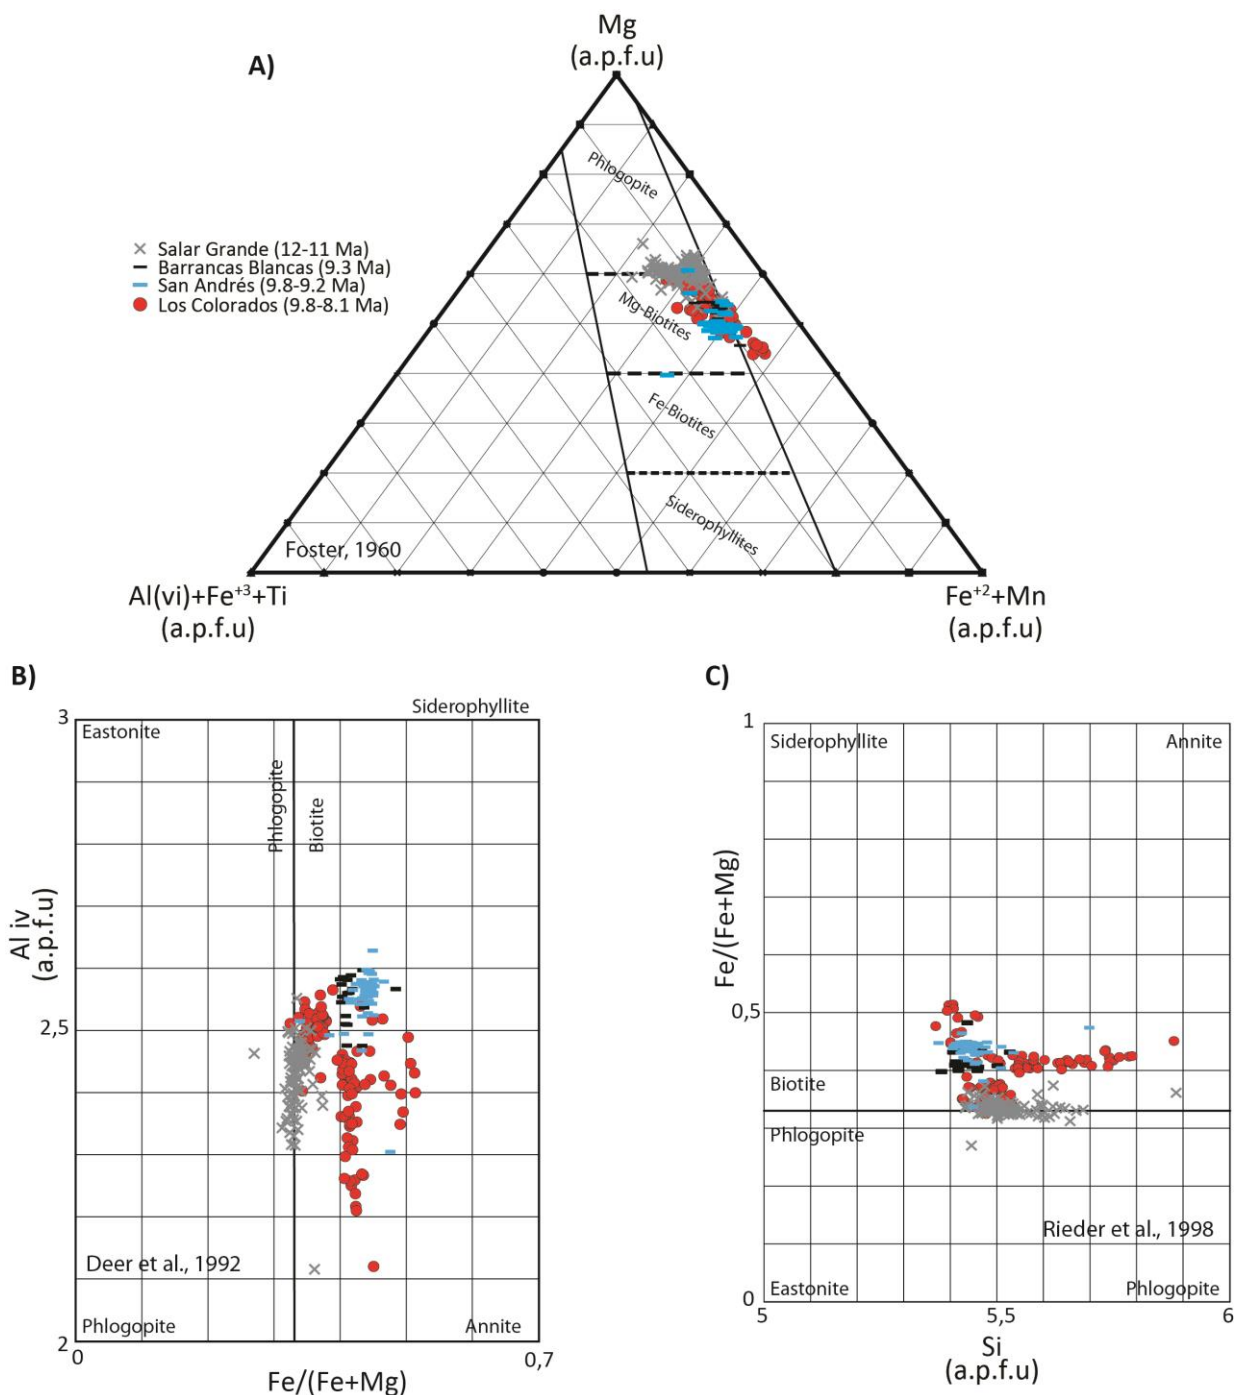 A)
Mg
(a.p.f.u)
Phlogopite
Salar Grande (12-11 Ma)
Barrancas Blancas (9.3 Ma)
San Andrés (9.8-9.2 Ma)
Los Colorados (9.8-8.1 Ma)
Mg-Biotites
Fe-Biotites
Siderophyllites
Foster, 1960
Al(vi)+Fe⁺³+Ti
(a.p.f.u)
Fe⁺²+Mn
(a.p.f.u)
B)
Siderophyllite
3
Eastonite
Phlogopite
Biotite
Al iv
(a.p.f.u)
2,5
Deer et al., 1992
Phlogopite
Annite
2
0
0,7
Fe/(Fe+Mg)
C)
1
Siderophyllite
Annite
Fe/(Fe+Mg)
0,5
Biotite
Phlogopite
Rieder et al., 1998
Eastonite
Phlogopite
0
5
5,5
6
Si
(a.p.f.u)